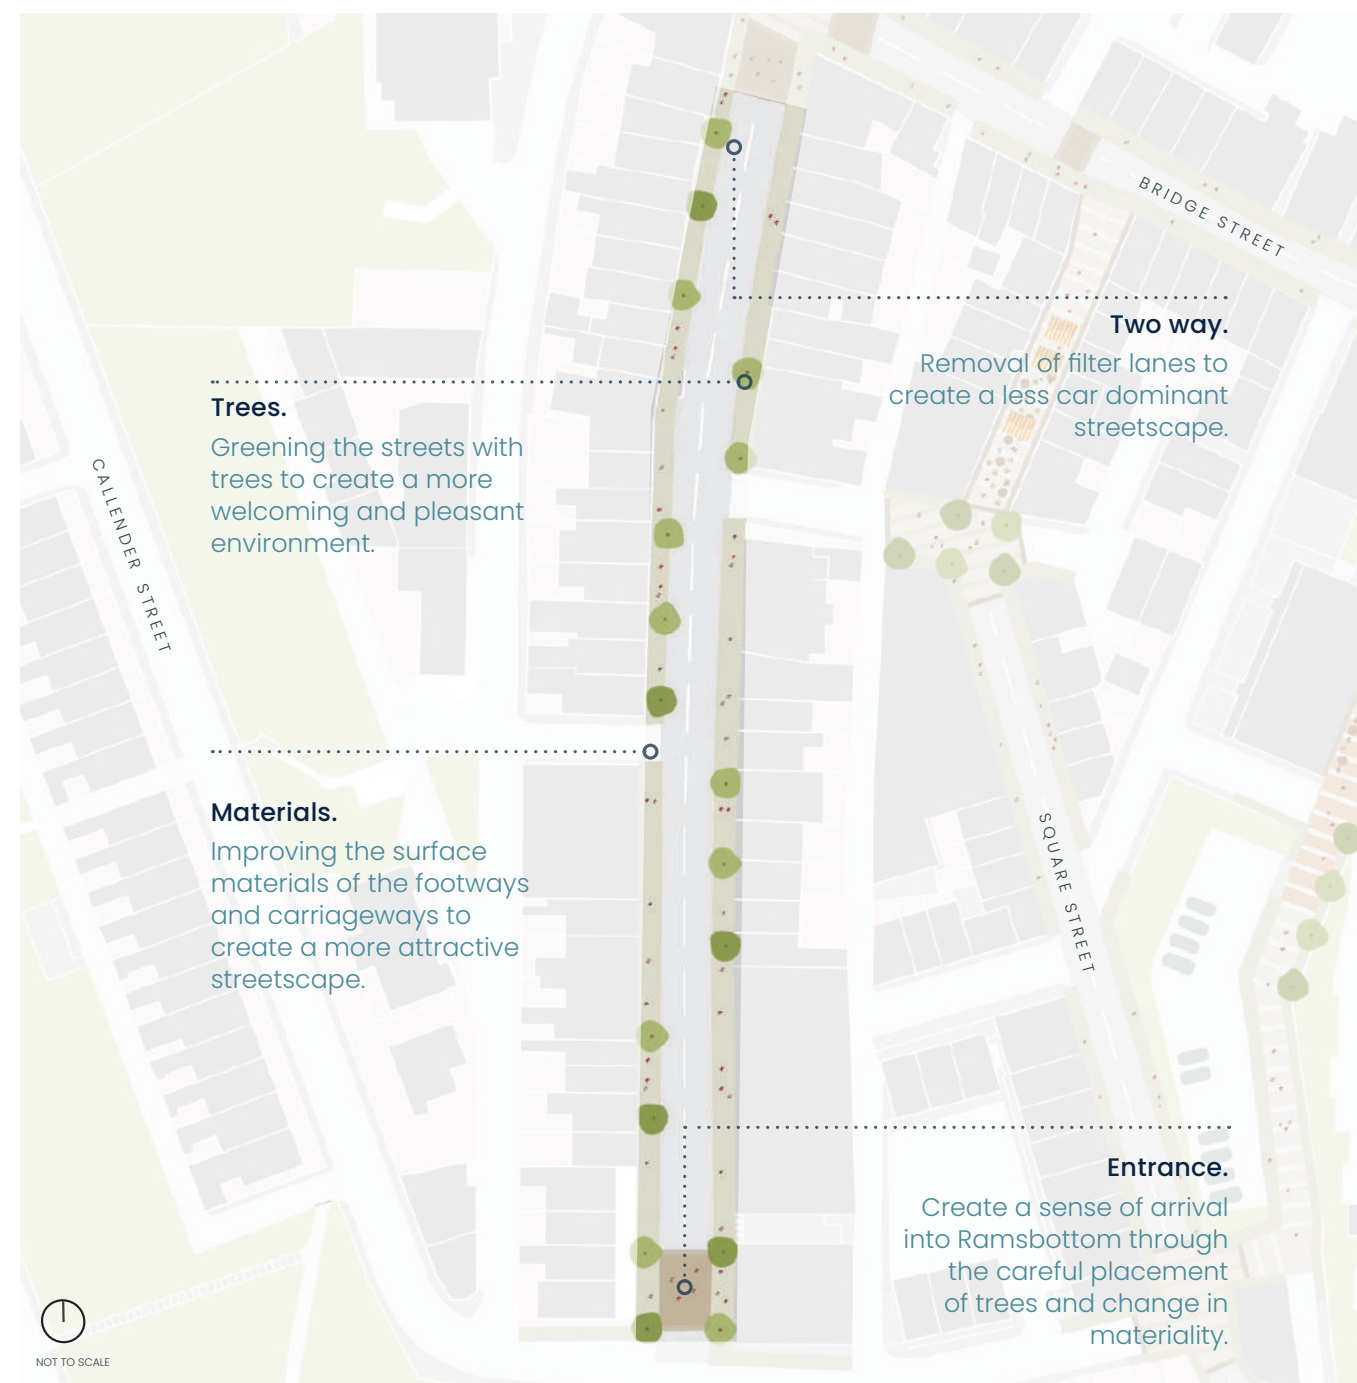 BRIDGE STREET
Two way.
Removal of filter lanes to
create a less car dominant
streetscape.
Trees.
Greening the streets with
trees to create a more
welcoming and pleasant
environment.
CALLENDER STREET
Materials.
Improving the surface
materials of the footways
and carriageways to
create a more attractive
streetscape.
SQUARE STREET
Entrance.
Create a sense of arrival
into Ramsbottom through
the careful placement
of trees and change in
materiality.
NOT TO SCALE